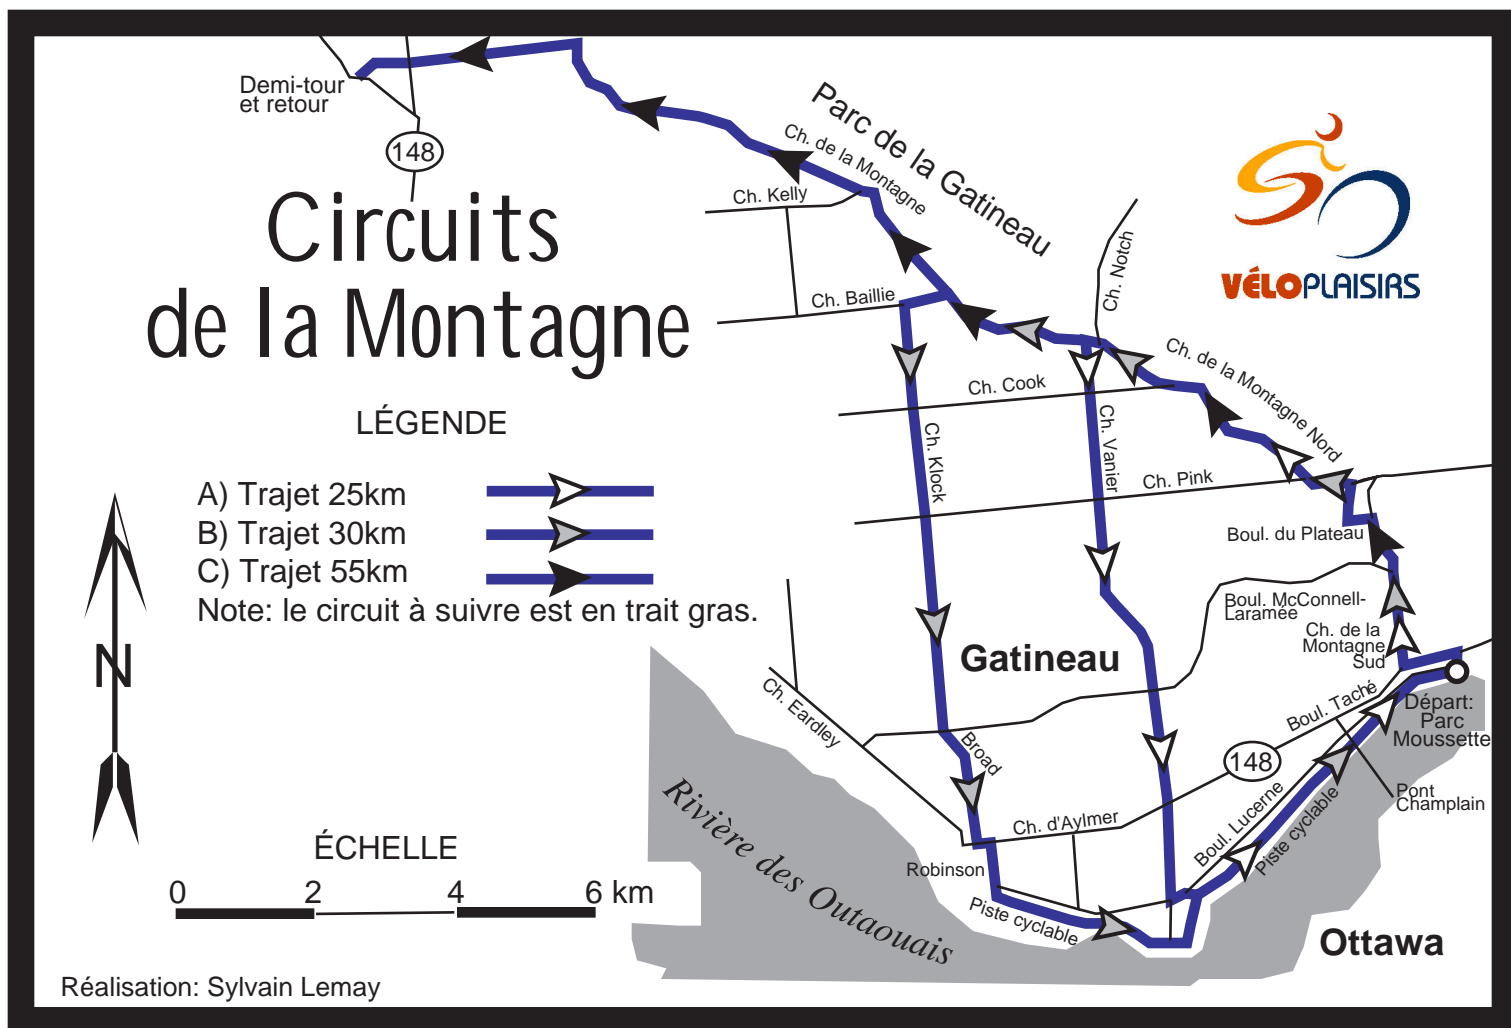 Demi-tour
et retour
148
Circuits
de la Montagne
Parc de la Gatineau
Ch. de la Montagne
Ch. Kelly
Ch. Baillie
Ch. Notch
VÉLOPLAISIRS
Ch. de la Montagne Nord
Ch. Cook
Ch. Klock
Ch. Vanier
Ch. Pink
Boul. du Plateau
LÉGENDE
A) Trajet 25km
B) Trajet 30km
C) Trajet 55km
Note: le circuit à suivre est en trait gras.
N
Boul. McConnell-
Laramée
Ch. de la
Montagne
Sud
Gatineau
Ch. Eardley
Boul. Taché
Départ:
Parc
Moussette
Broad
148
Pont
Champlain
Rivière des Outaouais
Ch. d'Aylmer
Boul. Lucerne
Piste cyclable
Robinson
Piste cyclable
Ottawa
ÉCHELLE
0 2 4 6 km
Réalisation: Sylvain Lemay